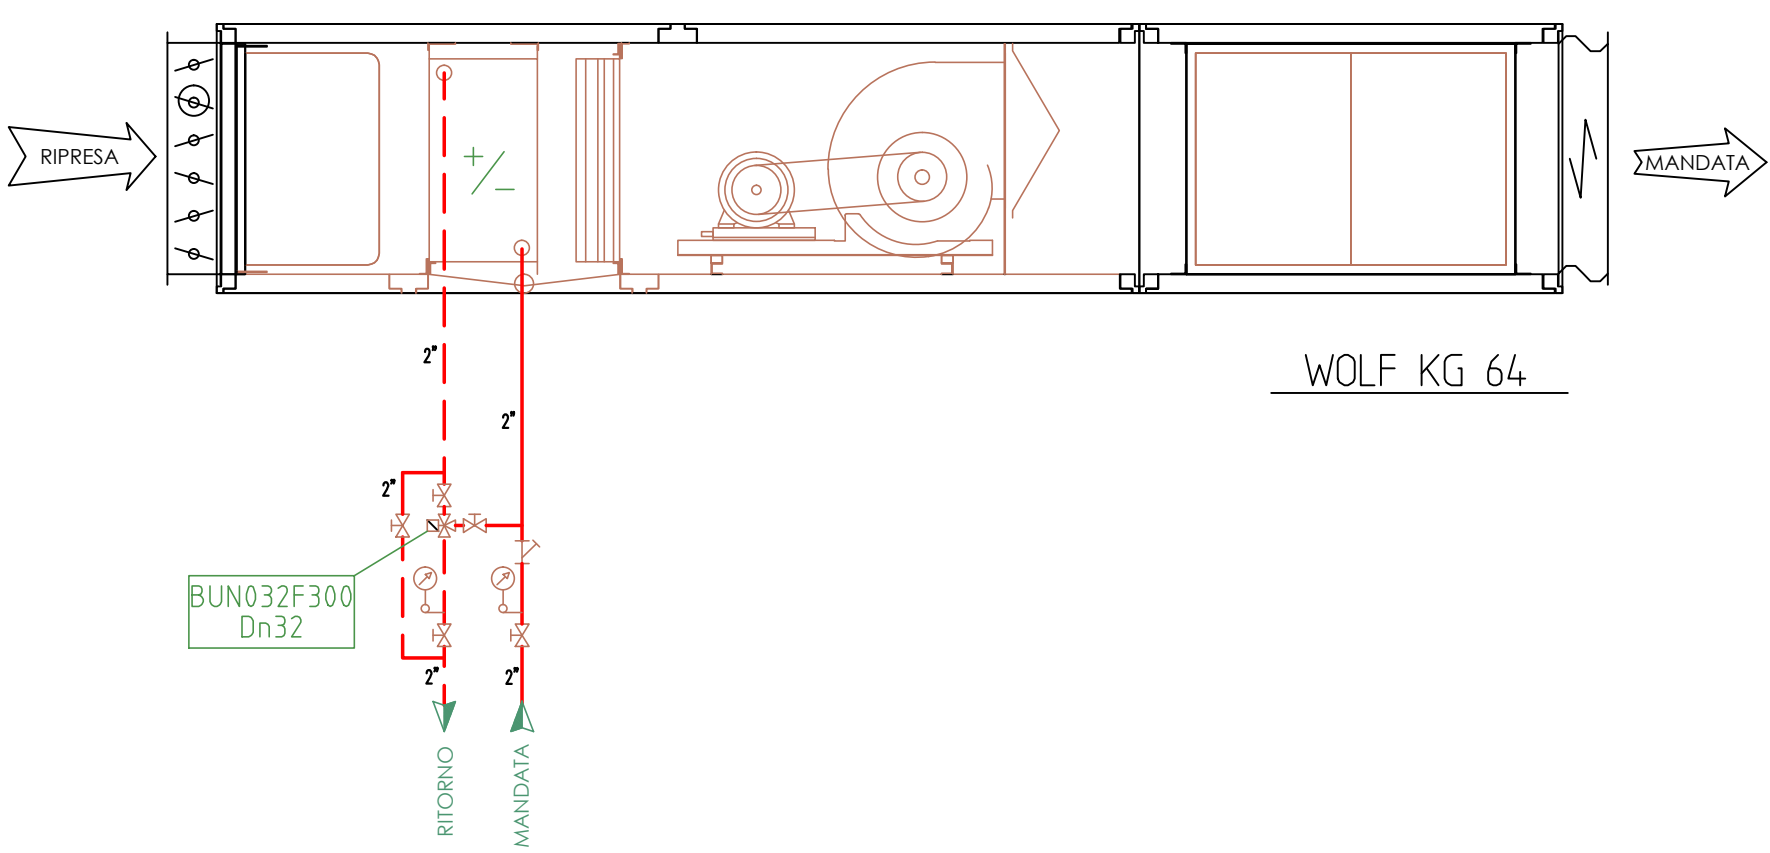 RIPRESA
+/-
MANDATA
WOLF KG 64
2"
2"
2"
BUN032F300
Dn32
2"
2"
RITORNO
MANDATA